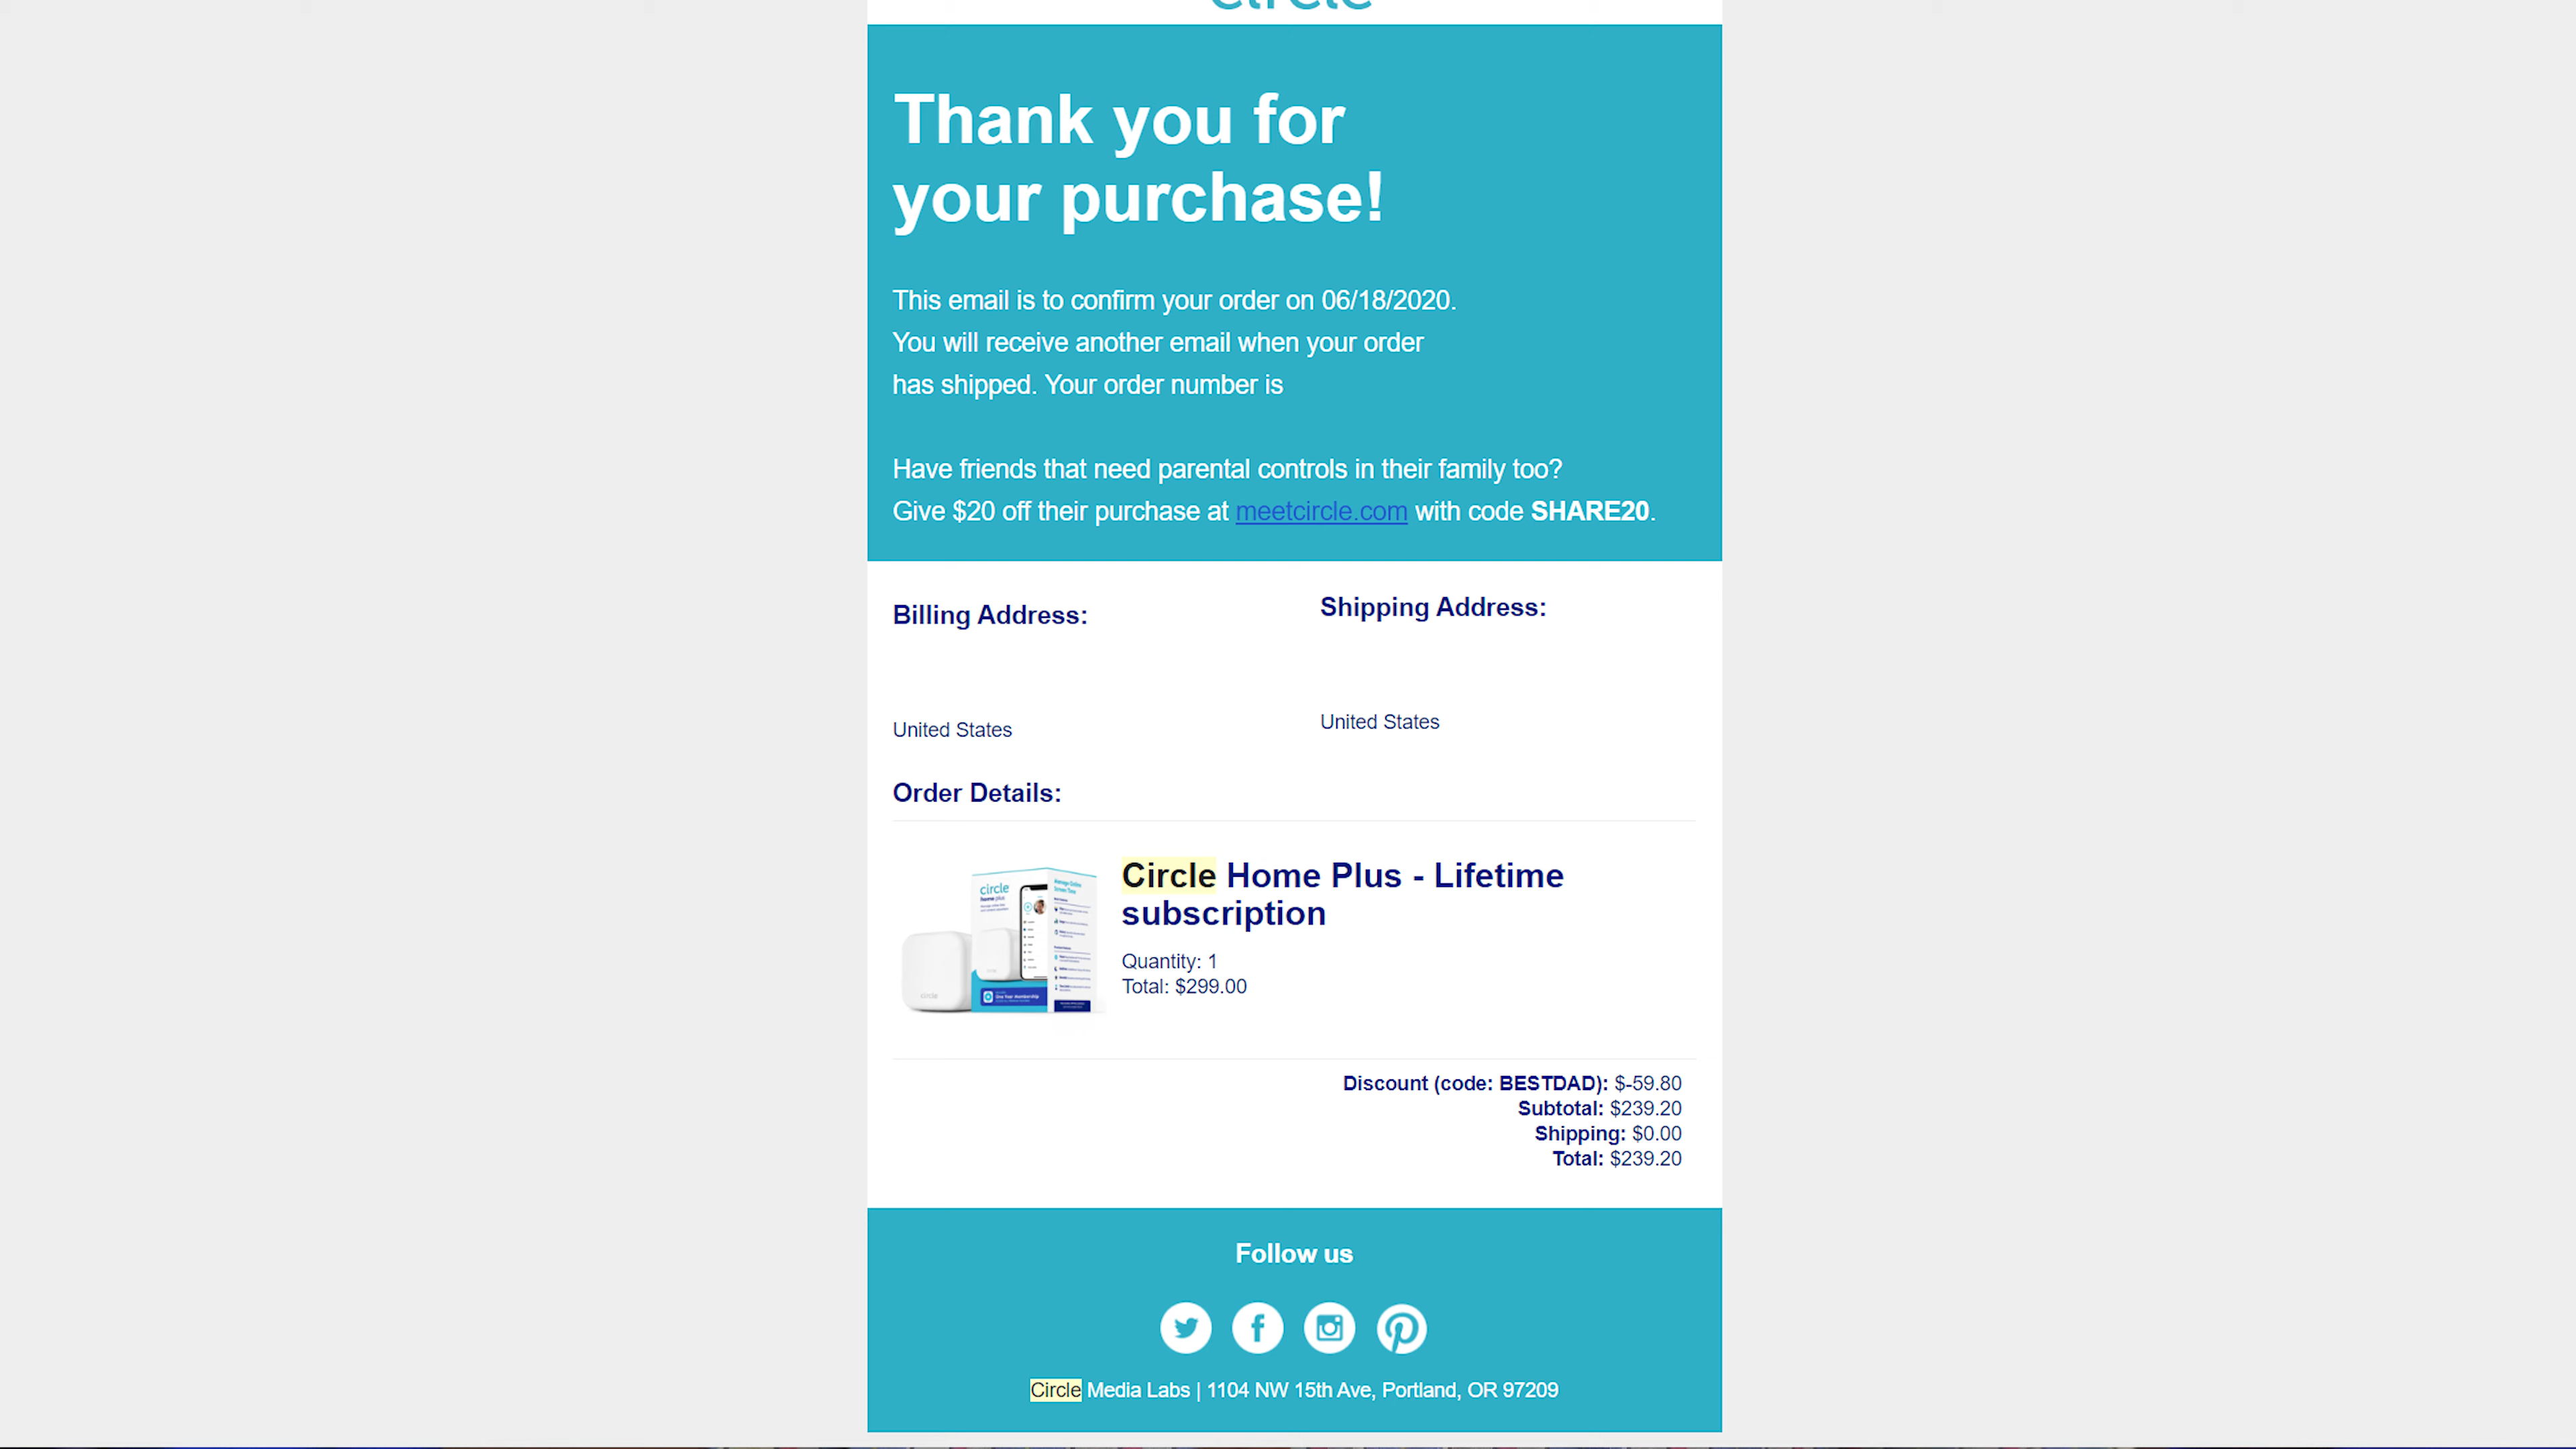 circle
Thank you for
your purchase!
This email is to confirm your order on 06/18/2020.
You will receive another email when your order
has shipped. Your order number is
Have friends that need parental controls in their family too?
Give $20 off their purchase at meetcircle.com with code SHARE20.
Billing Address:
Shipping Address:
United States
United States
Order Details:
circle
home plus
circle
Circle Home Plus - Lifetime
subscription
Quantity: 1
Total: $299.00
Discount (code: BESTDAD): $-59.80
Subtotal: $239.20
Shipping: $0.00
Total: $239.20
Follow us
Circle Media Labs | 1104 NW 15th Ave, Portland, OR 97209